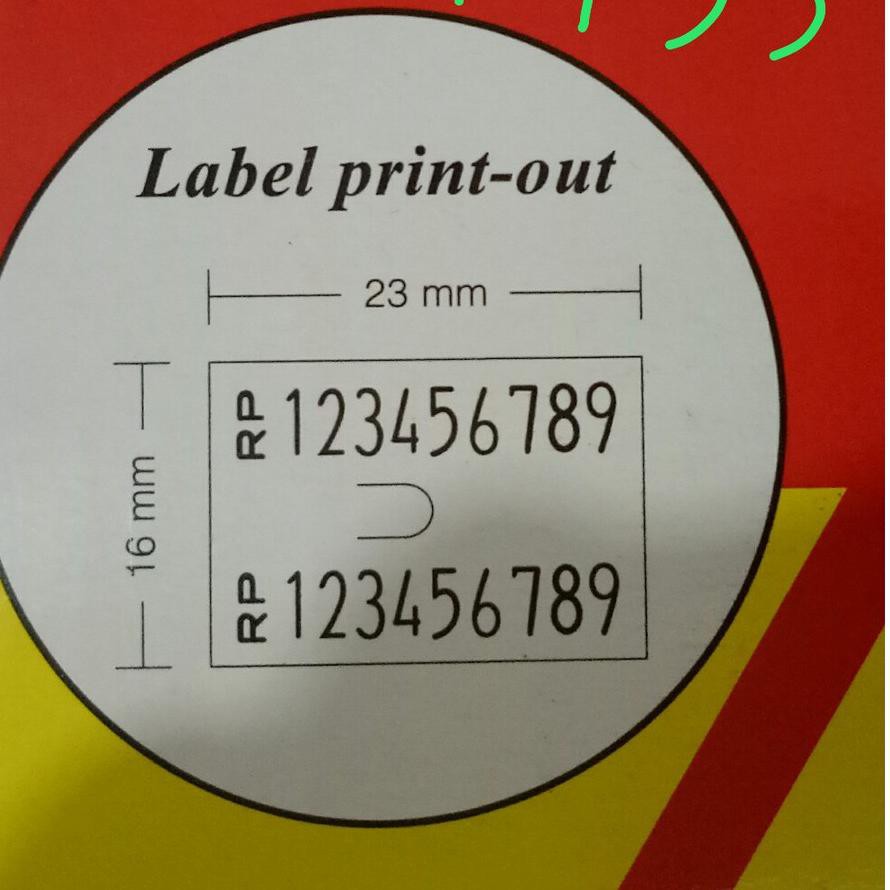 Label print-out
23 mm
RP 123456789
16 mm
RP 123456789